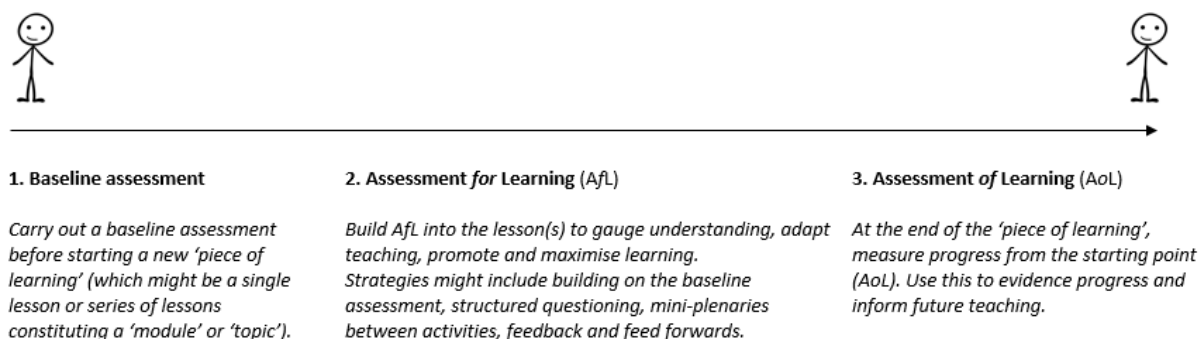 1. Baseline assessment
Carry out a baseline assessment
before starting a new ‘piece of
learning’ (which might be a single
lesson or series of lessons
constituting a ‘module’ or ‘topic’).
2. Assessment for Learning (AfL)
Build AfL into the lesson(s) to gauge understanding, adapt
teaching, promote and maximise learning.
Strategies might include building on the baseline
assessment, structured questioning, mini-plenaries
between activities, feedback and feed forwards.
3. Assessment of Learning (AoL)
At the end of the ‘piece of learning’,
measure progress from the starting point
(AoL). Use this to evidence progress and
inform future teaching.